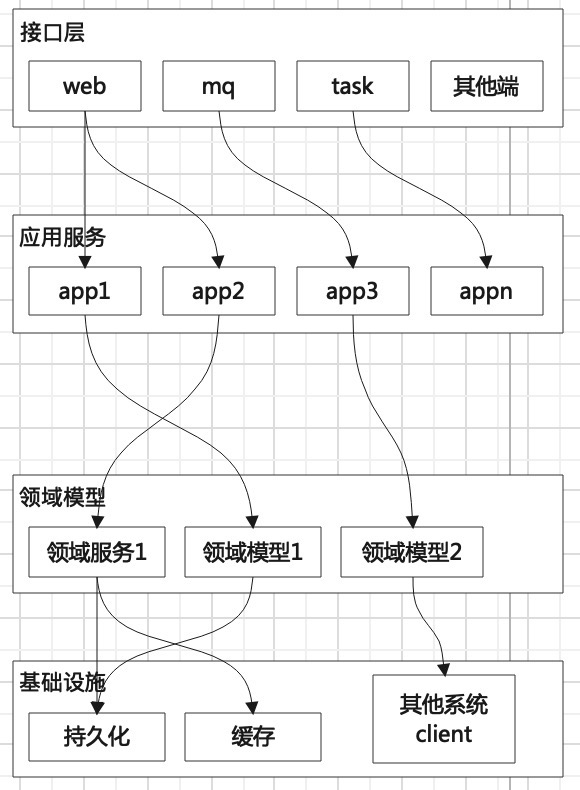 接口层
web
mq
task
其他端
应用服务
app1
app2
app3
appn
领域模型
领域服务1
领域模型1
领域模型2
基础设施
持久化
缓存
其他系统
client